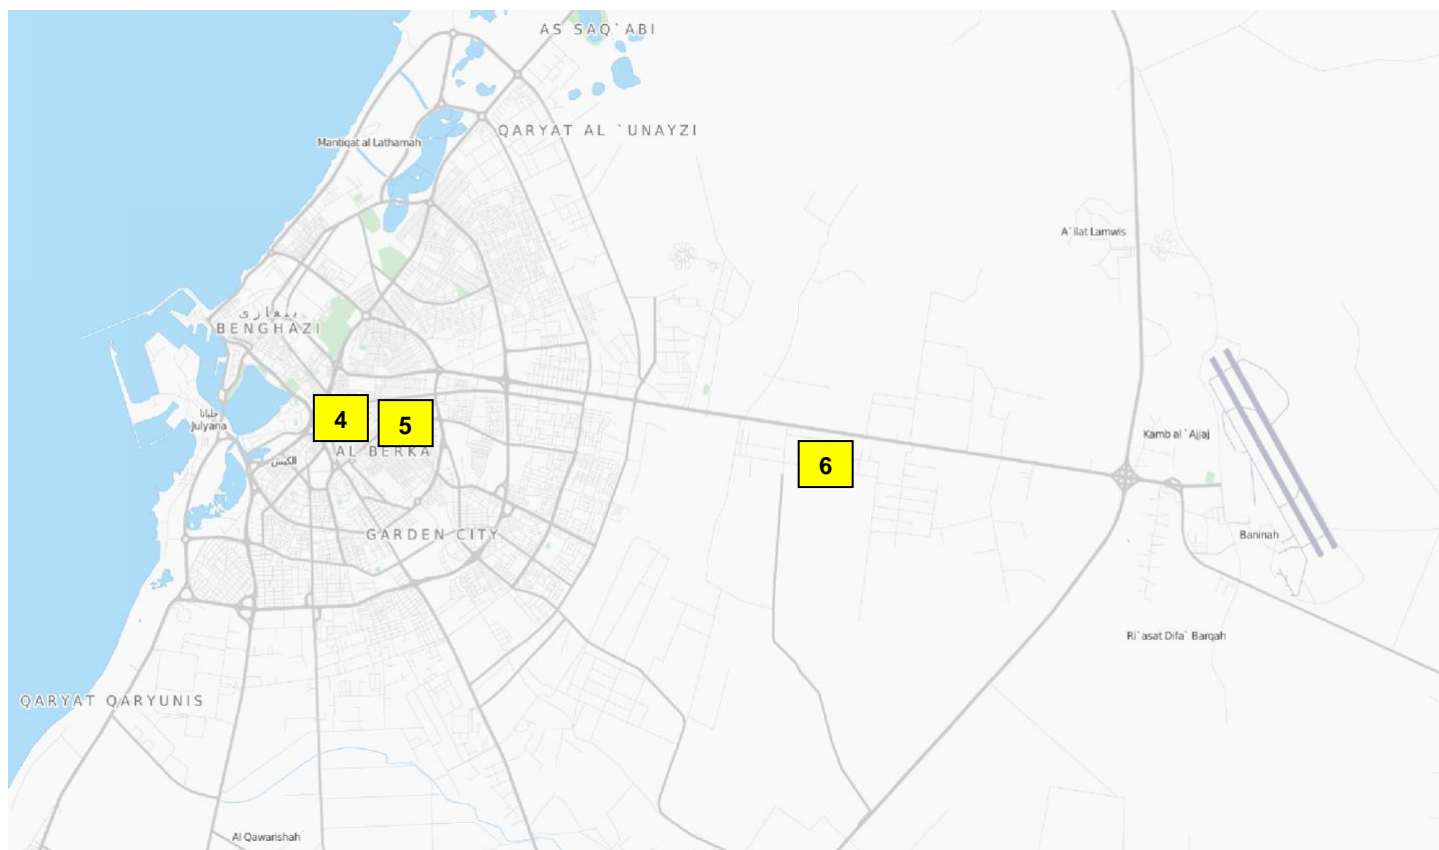 AS SAQ`ABI
QARYAT AL `UNAYZI
Mantiqat al Lathamah
A`ilat Lamwis
بنغازي
BENGHAZI
4
5
جليانا
Julyana
AL BERKA
الكيش
Kamb al `Ajjaj
6
GARDEN CITY
Baninah
Ri`asat Difa` Barqah
QARYAT QARYUNIS
Al Qawarishah